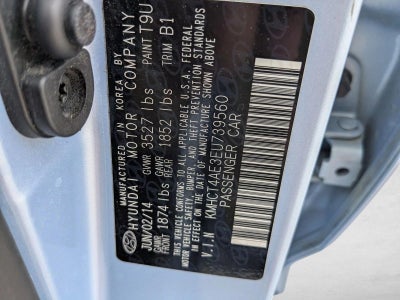 MANUFACTURED IN KOREA BY
HYUNDAI MOTOR COMPANY
JUN/02/14 GVWR 3527 lbs PAINT T9U
GAWR FRONT 1874 lbs GAWR REAR 1852 lbs TRIM B1
THIS VEHICLE CONFORMS TO ALL APPLICABLE U.S.A. FEDERAL
MOTOR VEHICLE SAFETY, BUMPER, AND THEFT PREVENTION STANDARDS
IN EFFECT ON THE DATE OF MANUFACTURE SHOWN ABOVE.
V.I.N KMHCT4AE3EU739560
PASSENGER CAR